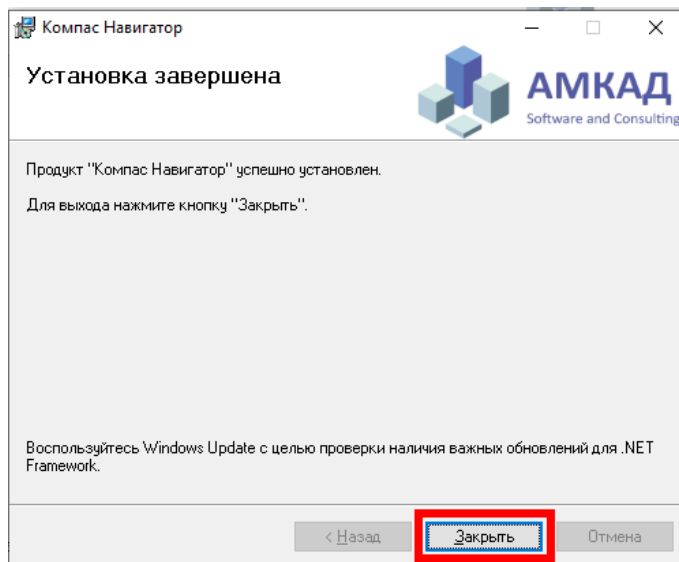 Компас Навигатор
Установка завершена
АМКАД
Software and Consulting
Продукт "Компас Навигатор" успешно установлен.
Для выхода нажмите кнопку "Закрыть".
Воспользуйтесь Windows Update с целью проверки наличия важных обновлений для .NET
Framework.
< Назад
Закрыть
Отмена